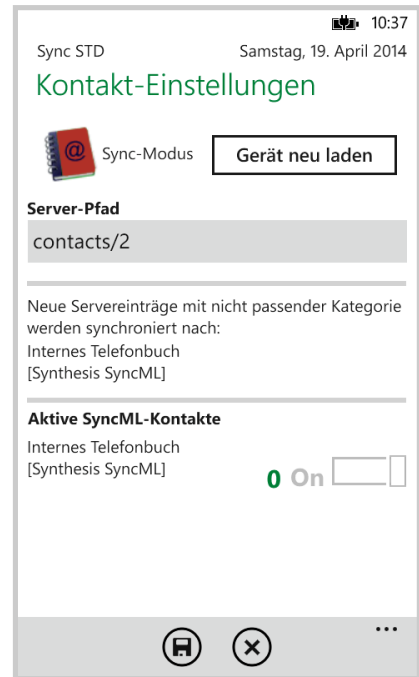 10:37
Sync STD Samstag, 19. April 2014
Kontakt-Einstellungen
@ Sync-Modus Gerät neu laden
Server-Pfad
contacts/2
Neue Servereinträge mit nicht passender Kategorie
werden synchroniert nach:
Internes Telefonbuch
[Synthesis SyncML]
Aktive SyncML-Kontakte
Internes Telefonbuch
[Synthesis SyncML]
0 On
...